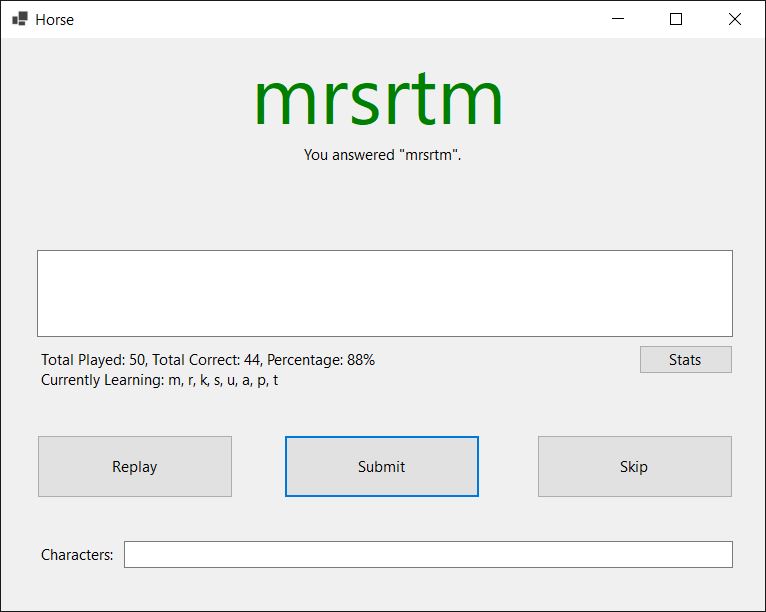 Horse
mrsrtm
You answered "mrsrtm".
Total Played: 50, Total Correct: 44, Percentage: 88%
Stats
Currently Learning: m, r, k, s, u, a, p, t
Replay
Submit
Skip
Characters: